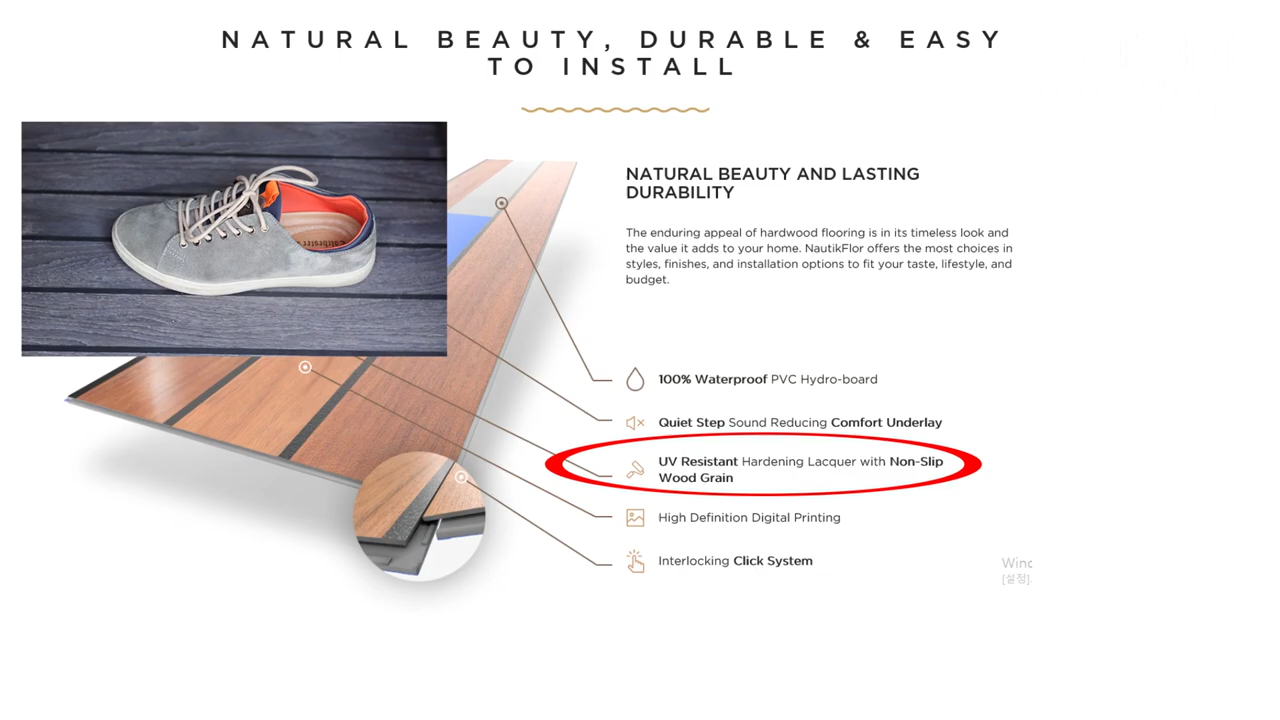 NATURAL BEAUTY, DURABLE & EASY
TO INSTALL
NATURAL BEAUTY AND LASTING
DURABILITY
The enduring appeal of hardwood flooring is in its timeless look and
the value it adds to your home. NautikFlor offers the most choices in
styles, finishes, and installation options to fit your taste, lifestyle, and
budget.
100% Waterproof PVC Hydro-board
Quiet Step Sound Reducing Comfort Underlay
UV Resistant Hardening Lacquer with Non-Slip
Wood Grain
High Definition Digital Printing
Interlocking Click System
[설정].